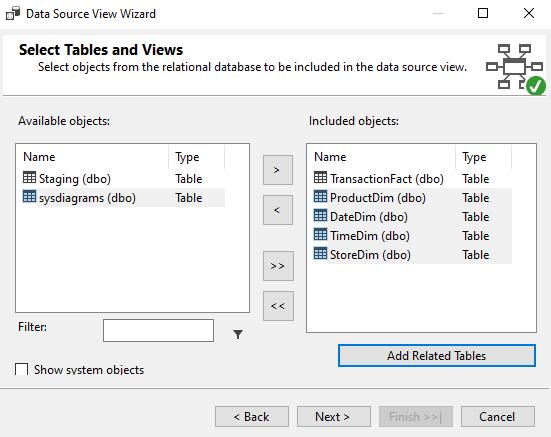 Data Source View Wizard
Select Tables and Views
Select objects from the relational database to be included in the data source view.
Available objects:
Included objects:
Name Type
Staging (dbo) Table
sysdiagrams (dbo) Table
>
<
>>
<<
Name Type
TransactionFact (dbo) Table
ProductDim (dbo) Table
DateDim (dbo) Table
TimeDim (dbo) Table
StoreDim (dbo) Table
Filter:
Add Related Tables
Show system objects
< Back Next > Finish >>| Cancel